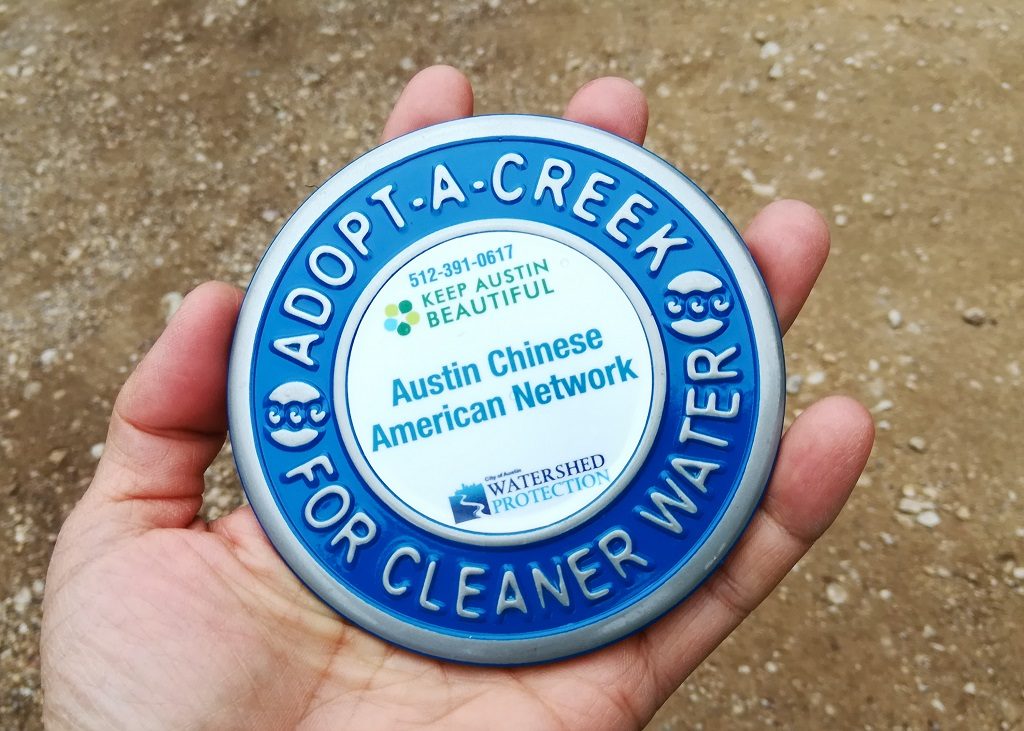 ADOPT-A-CREEK
512-391-0617
KEEP AUSTIN
BEAUTIFUL
Austin Chinese
American Network
City of Austin
WATERSHED
PROTECTION
FOR CLEANER WATER